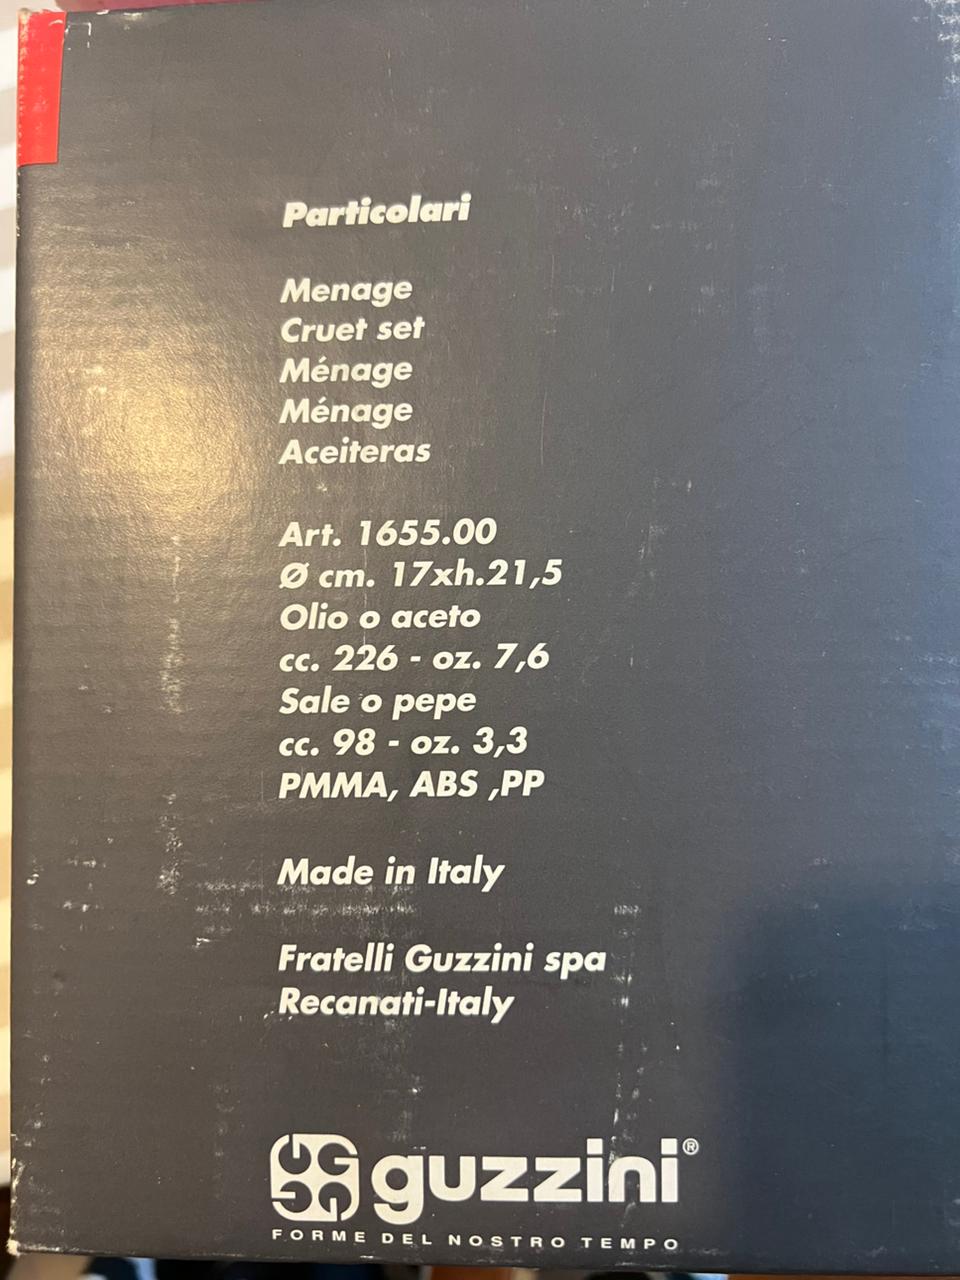 Particolari
Menage
Cruet set
Ménage
Ménage
Aceiteras
Art. 1655.00
Ø cm. 17xh.21,5
Olio o aceto
cc. 226 - oz. 7,6
Sale o pepe
cc. 98 - oz. 3,3
PMMA, ABS ,PP
Made in Italy
Fratelli Guzzini spa
Recanati-Italy
guzzini®
FORME DEL NOSTRO TEMPO